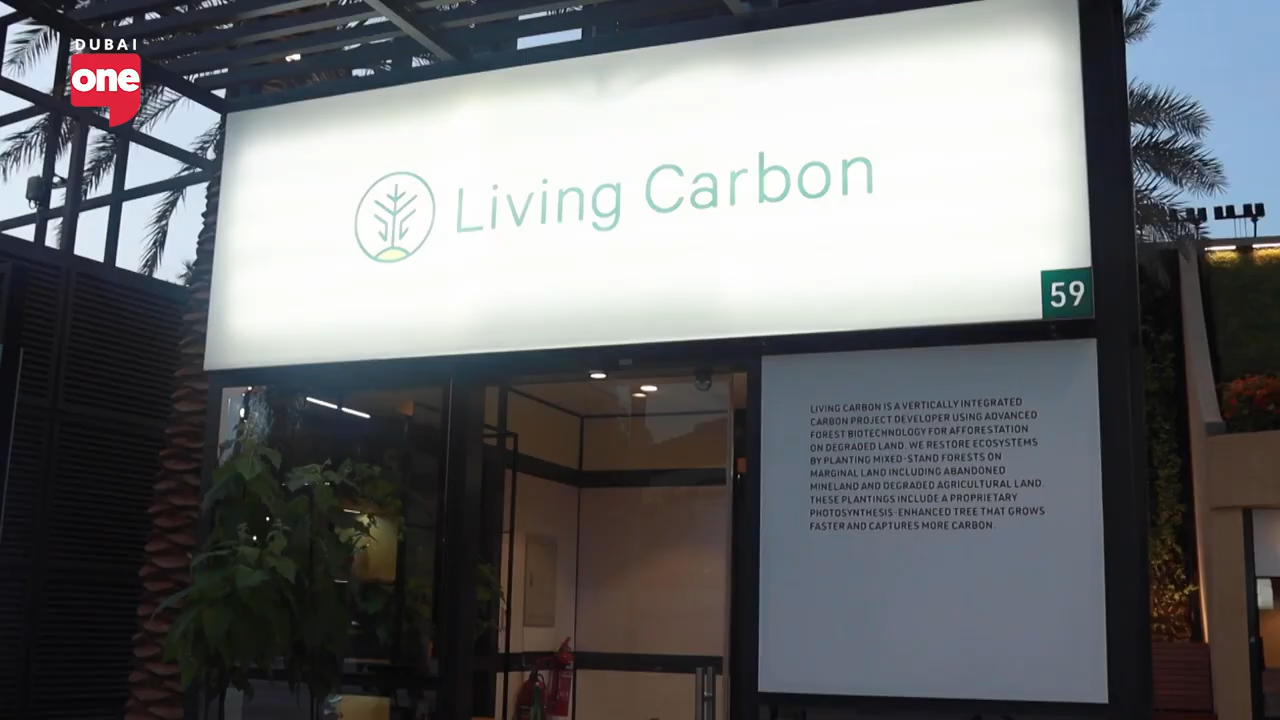 DUBAI
one
Living Carbon
59
LIVING CARBON IS A VERTICALLY INTEGRATED
CARBON PROJECT DEVELOPER USING ADVANCED
FOREST BIOTECHNOLOGY FOR AFFORESTATION
ON DEGRADED LAND. WE RESTORE ECOSYSTEMS
BY PLANTING MIXED-STAND FORESTS ON
MARGINAL LAND INCLUDING ABANDONED
MINELAND AND DEGRADED AGRICULTURAL LAND.
THESE PLANTINGS INCLUDE A PROPRIETARY
PHOTOSYNTHESIS-ENHANCED TREE THAT GROWS
FASTER AND CAPTURES MORE CARBON.